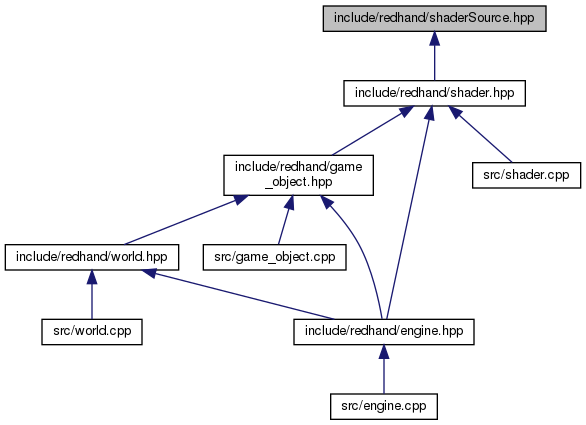 include/redhand/shaderSource.hpp
include/redhand/shader.hpp
include/redhand/game
_object.hpp
src/shader.cpp
include/redhand/world.hpp
src/game_object.cpp
src/world.cpp
include/redhand/engine.hpp
src/engine.cpp